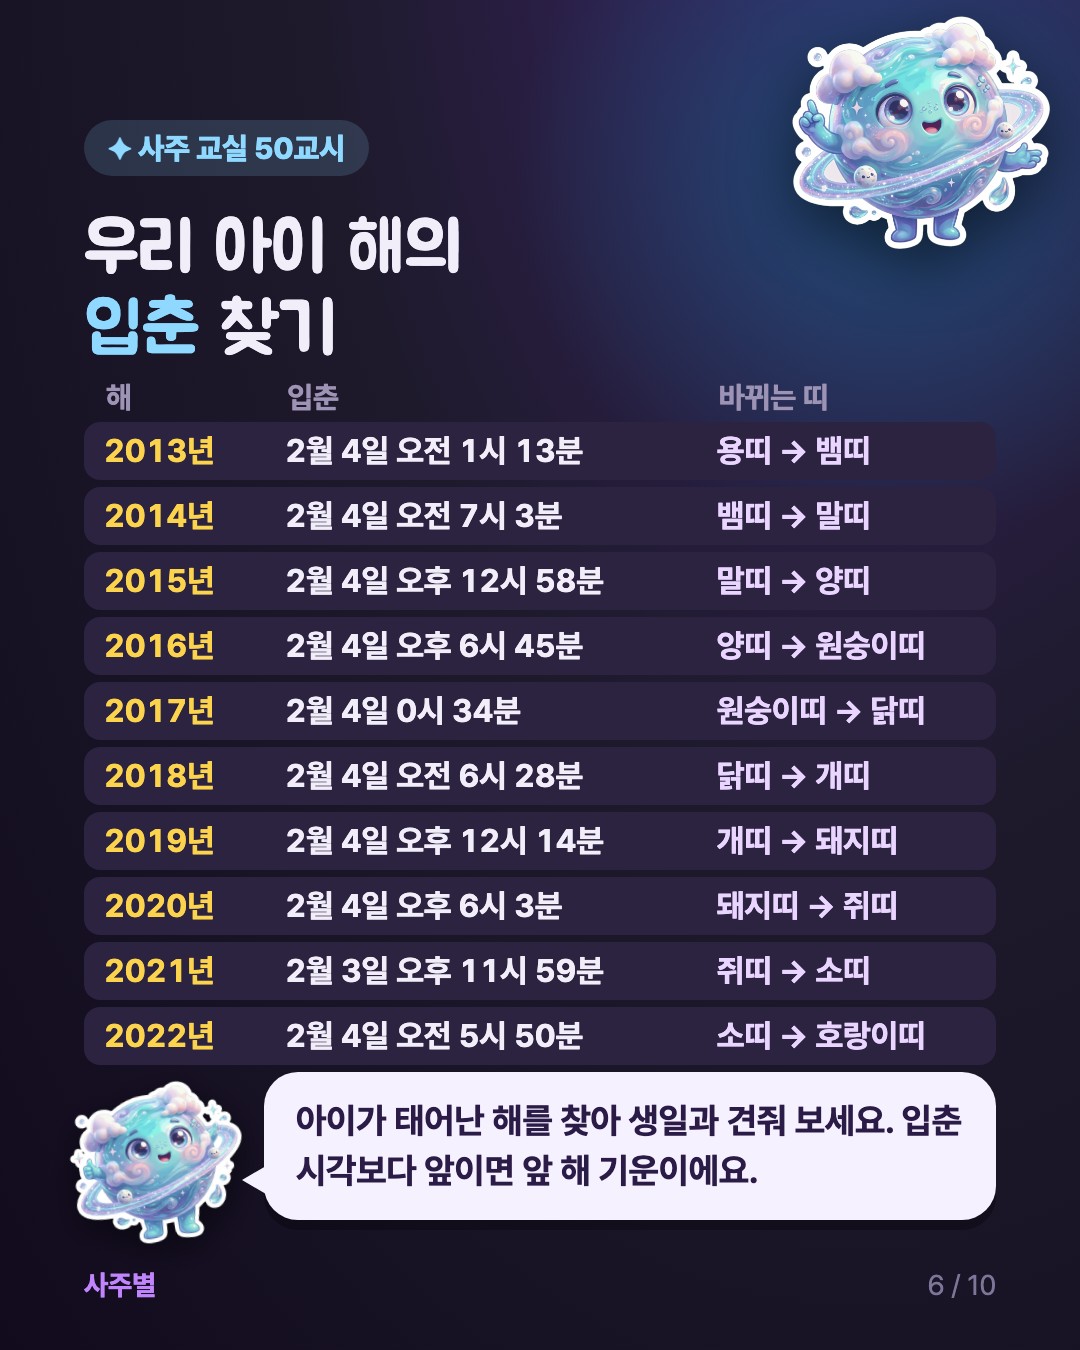 ✦ 사주 교실 50교시
우리 아이 해의
입춘 찾기
해 입춘 바뀌는 띠
2013년 2월 4일 오전 1시 13분 용띠 → 뱀띠
2014년 2월 4일 오전 7시 3분 뱀띠 → 말띠
2015년 2월 4일 오후 12시 58분 말띠 → 양띠
2016년 2월 4일 오후 6시 45분 양띠 → 원숭이띠
2017년 2월 4일 0시 34분 원숭이띠 → 닭띠
2018년 2월 4일 오전 6시 28분 닭띠 → 개띠
2019년 2월 4일 오후 12시 14분 개띠 → 돼지띠
2020년 2월 4일 오후 6시 3분 돼지띠 → 쥐띠
2021년 2월 3일 오후 11시 59분 쥐띠 → 소띠
2022년 2월 4일 오전 5시 50분 소띠 → 호랑이띠
아이가 태어난 해를 찾아 생일과 견줘 보세요. 입춘
시각보다 앞이면 앞 해 기운이에요.
사주별 6 / 10